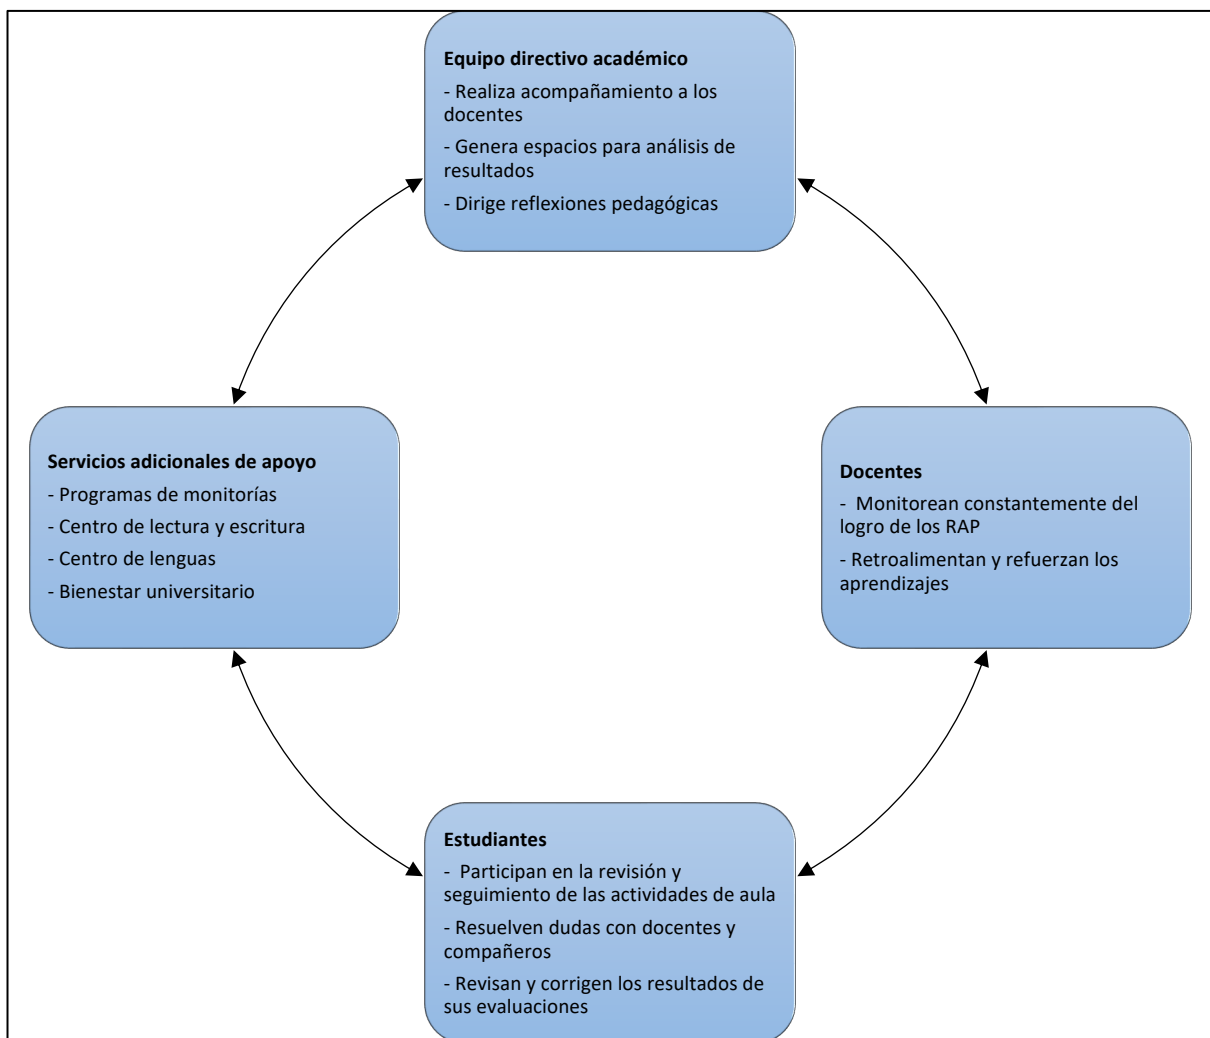 Equipo directivo académico
- Realiza acompañamiento a los
docentes
- Genera espacios para análisis de
resultados
- Dirige reflexiones pedagógicas
Servicios adicionales de apoyo
- Programas de monitorías
- Centro de lectura y escritura
- Centro de lenguas
- Bienestar universitario
Docentes
-  Monitorean constantemente del
logro de los RAP
- Retroalimentan y refuerzan los
aprendizajes
Estudiantes
-  Participan en la revisión y
seguimiento de las actividades de aula
- Resuelven dudas con docentes y
compañeros
- Revisan y corrigen los resultados de
sus evaluaciones